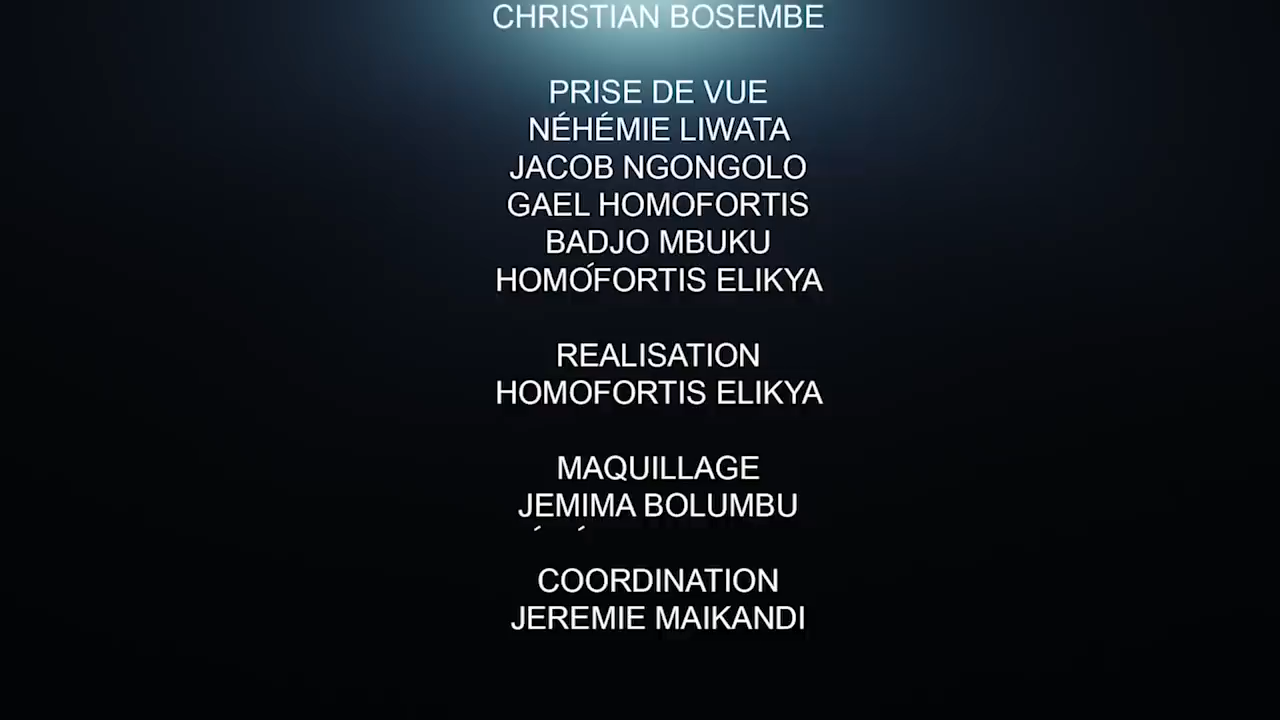 CHRISTIAN BOSEMBE
PRISE DE VUE
NÉHÉMIE LIWATA
JACOB NGONGOLO
GAEL HOMOFORTIS
BADJO MBUKU
HOMOFORTIS ELIKYA
REALISATION
HOMOFORTIS ELIKYA
MAQUILLAGE
JEMIMA BOLUMBU
COORDINATION
JEREMIE MAIKANDI